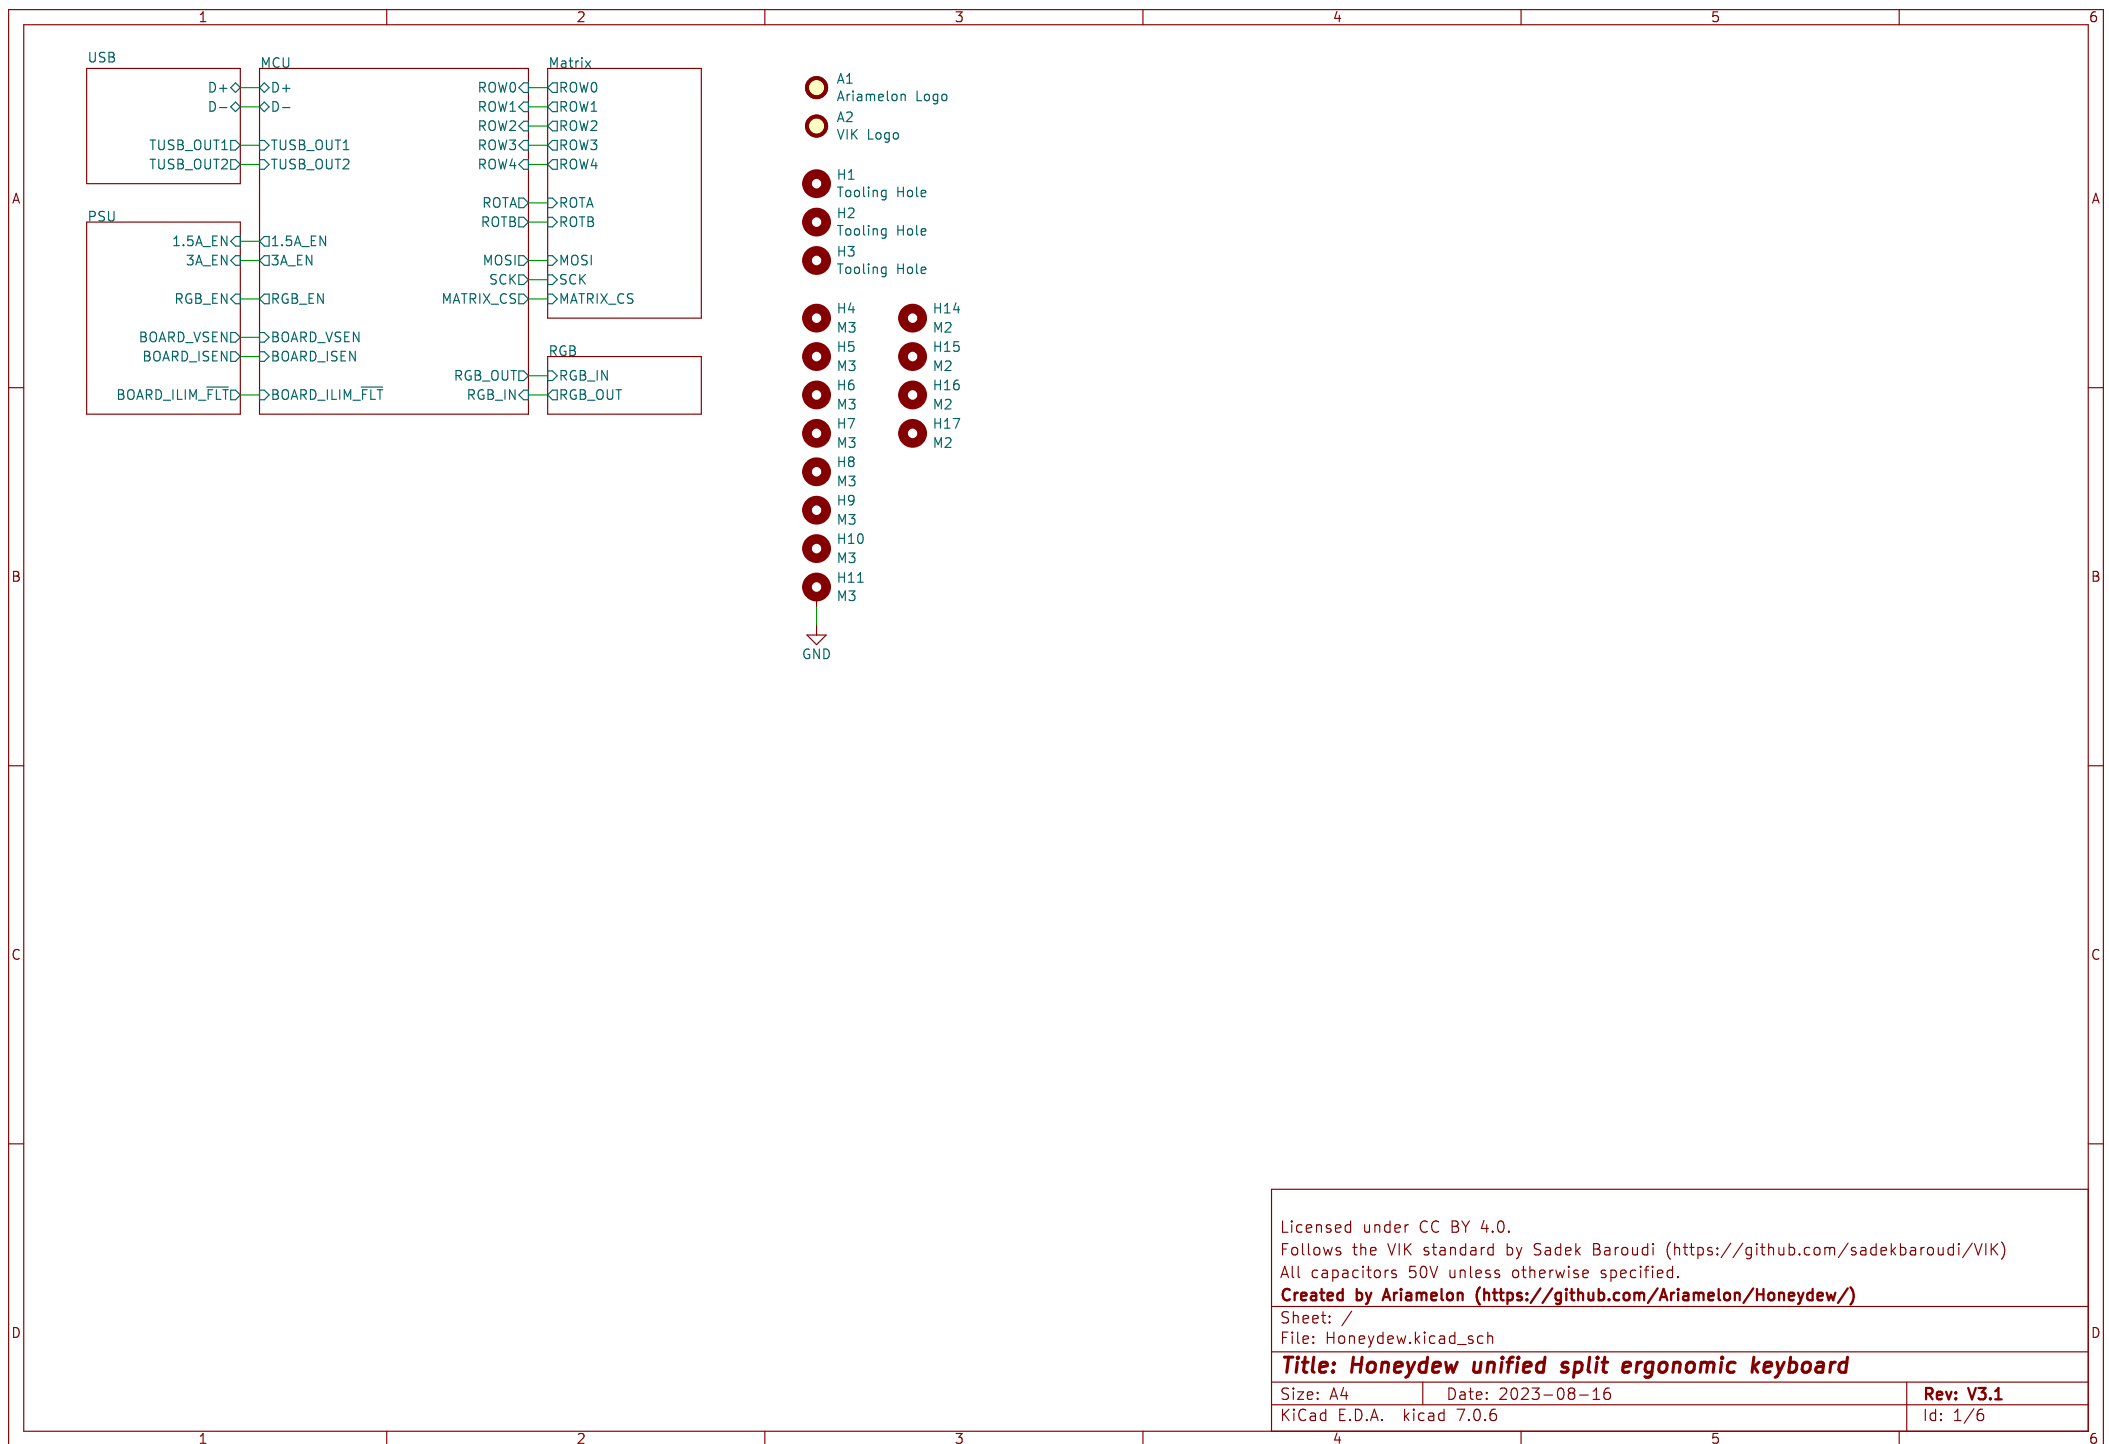 1 2 3 4 5 6
USB
D+
D-
TUSB_OUT1
TUSB_OUT2
PSU
1.5A_EN
3A_EN
RGB_EN
BOARD_VSEN
BOARD_ISEN
BOARD_ILIM_FLT
MCU
D+
D-
TUSB_OUT1
TUSB_OUT2
1.5A_EN
3A_EN
RGB_EN
BOARD_VSEN
BOARD_ISEN
BOARD_ILIM_FLT
ROW0
ROW1
ROW2
ROW3
ROW4
ROTA
ROTB
MOSI
SCK
MATRIX_CS
RGB_OUT
RGB_IN
Matrix
ROW0
ROW1
ROW2
ROW3
ROW4
ROTA
ROTB
MOSI
SCK
MATRIX_CS
RGB
RGB_IN
RGB_OUT
A1
Ariamelon Logo
A2
VIK Logo
H1
Tooling Hole
H2
Tooling Hole
H3
Tooling Hole
H4
M3
H5
M3
H6
M3
H7
M3
H8
M3
H9
M3
H10
M3
H11
M3
GND
H14
M2
H15
M2
H16
M2
H17
M2
A
B
C
D
A
B
C
D
Licensed under CC BY 4.0.
Follows the VIK standard by Sadek Baroudi (https://github.com/sadekbaroudi/VIK)
All capacitors 50V unless otherwise specified.
Created by Ariamelon (https://github.com/Ariamelon/Honeydew/)
Sheet: /
File: Honeydew.kicad_sch
Title: Honeydew unified split ergonomic keyboard
Size: A4 Date: 2023-08-16 Rev: V3.1
KiCad E.D.A. kicad 7.0.6 Id: 1/6
1 2 3 4 5 6